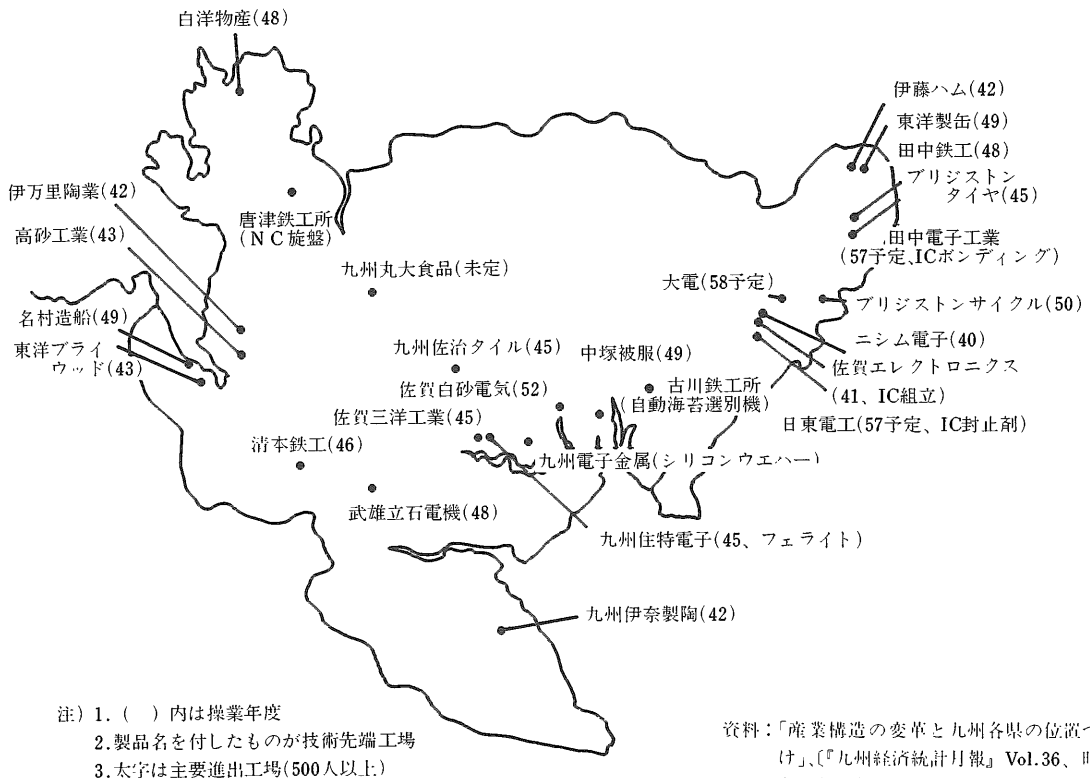 白洋物産(48)
伊藤ハム(42)
東洋製缶(49)
田中鉄工(48)
ブリジストン
タイヤ(45)
田中電子工業
(57予定、ICボンディング)
伊万里陶業(42)
高砂工業(43)
唐津鉄工所
(NC旋盤)
九州丸大食品(未定)
大電(58予定)
ブリジストンサイクル(50)
名村造船(49)
東洋プライ
ウッド(43)
ニシム電子(40)
九州佐治タイル(45)
中塚被服(49)
佐賀エレクトロニクス
(41、IC組立)
佐賀白砂電気(52)
古川鉄工所
(自動海苔選別機)
佐賀三洋工業(45)
日東電工(57予定、IC封止剤)
清本鉄工(46)
九州電子金属(シリコンウエハー)
武雄立石電機(48)
九州住特電子(45、フェライト)
九州伊奈製陶(42)
注) 1. ( )内は操業年度
2.製品名を付したものが技術先端工場
3.太字は主要進出工場(500人以上)
資料:「産業構造の変革と九州各県の位置づ
け」、〔『九州経済統計月報』 Vol.36、